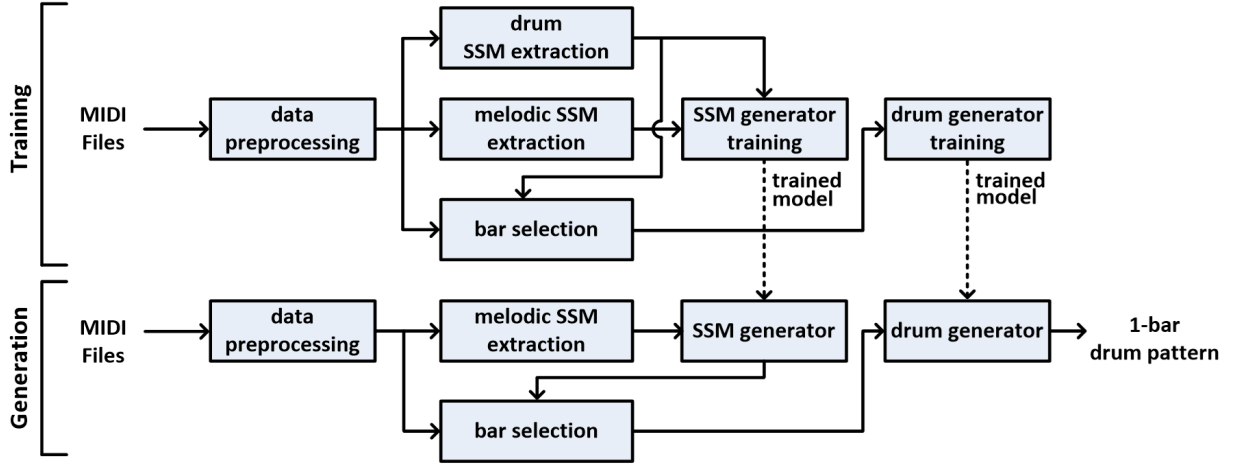 Training
MIDI
Files
data
preprocessing
drum
SSM extraction
melodic SSM
extraction
bar selection
SSM generator
training
drum generator
training
trained
model
trained
model
Generation
MIDI
Files
data
preprocessing
melodic SSM
extraction
bar selection
SSM generator
drum generator
1-bar
drum pattern